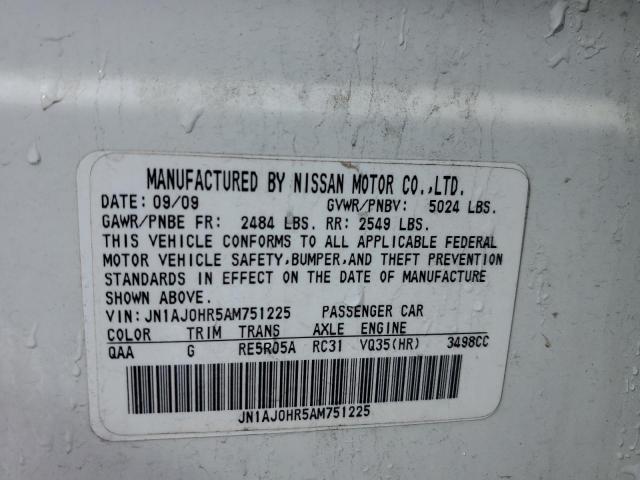 MANUFACTURED BY NISSAN MOTOR CO.,LTD.
DATE: 09/09 GVWR/PNBV: 5024 LBS.
GAWR/PNBE FR: 2484 LBS. RR: 2549 LBS.
THIS VEHICLE CONFORMS TO ALL APPLICABLE FEDERAL
MOTOR VEHICLE SAFETY,BUMPER,AND THEFT PREVENTION
STANDARDS IN EFFECT ON THE DATE OF MANUFACTURE
SHOWN ABOVE.
VIN: JN1AJ0HR5AM751225 PASSENGER CAR
COLOR TRIM TRANS AXLE ENGINE
QAA G RE5R05A RC31 VQ35(HR) 3498CC
JN1AJ0HR5AM751225